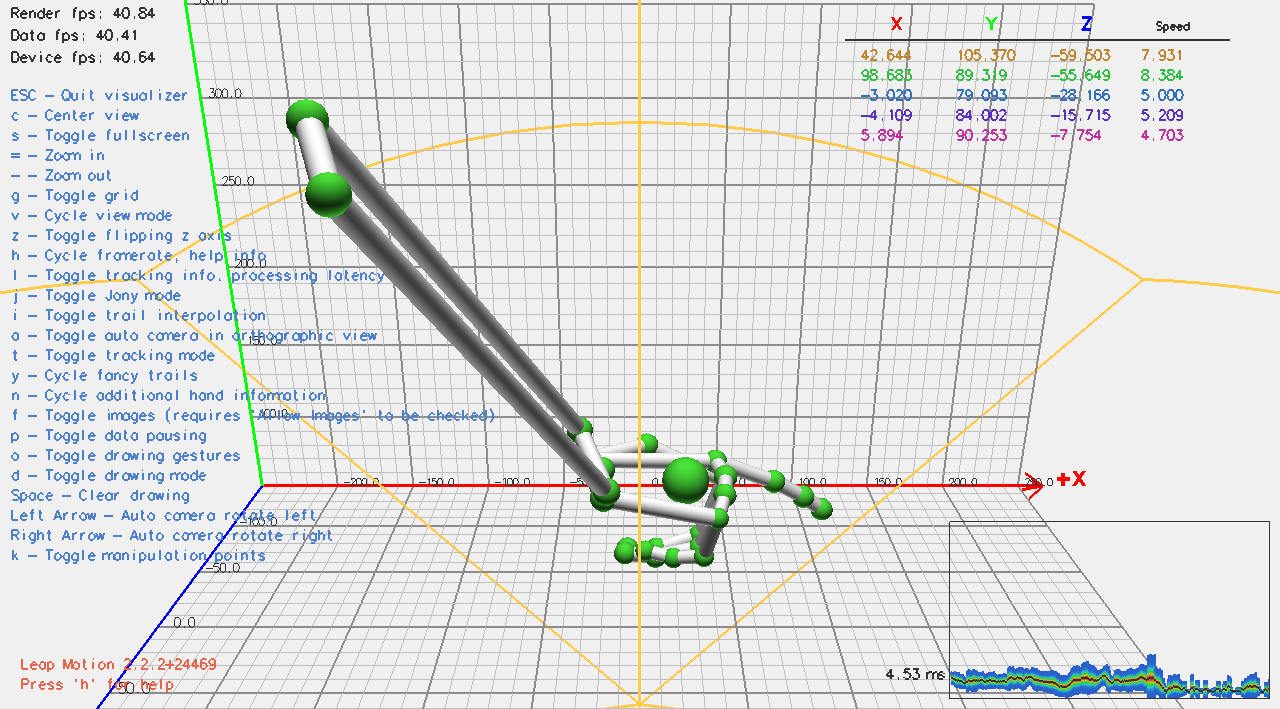 Render fps: 40.84
Data fps: 40.41
Device fps: 40.64
ESC – Quit visualizer
c – Center view
s – Toggle fullscreen
= – Zoom in
– – Zoom out
g – Toggle grid
v – Cycle view mode
z – Toggle flipping z axis
h – Cycle framerate, help info
l – Toggle tracking info, processing latency
j – Toggle Jony mode
i – Toggle trail interpolation
a – Toggle auto camera in orthographic view
t – Toggle tracking mode
y – Cycle fancy trails
n – Cycle additional hand information
f – Toggle images (requires 'Allow Images' to be checked)
p – Toggle data pausing
o – Toggle drawing gestures
d – Toggle drawing mode
Space – Clear drawing
Left Arrow – Auto camera rotate left
Right Arrow – Auto camera rotate right
k – Toggle manipulation points
Leap Motion 2.2.2+24469
Press 'h' for help
X Y Z Speed
42.644 105.370 –59.503 7.931
98.683 89.319 –55.649 8.384
–3.020 79.093 –28.166 5.000
–4.109 84.002 –15.715 5.209
5.894 90.253 –7.754 4.703
300.0
250.0
200.0
150.0
100.0
–200.0 –150.0 –100.0 50.0 100.0 150.0 200.0 +X
–100.0
–50.0
0.0
50.0
4.53 ms